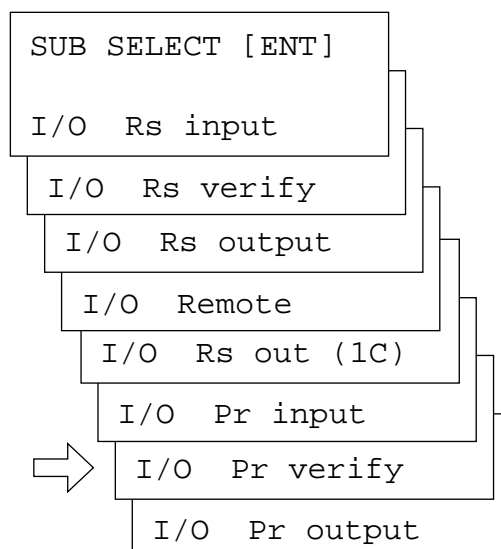 SUB SELECT [ENT]
I/O Rs input
I/O Rs verify
I/O Rs output
I/O Remote
I/O Rs out (1C)
I/O Pr input
I/O Pr verify
I/O Pr output